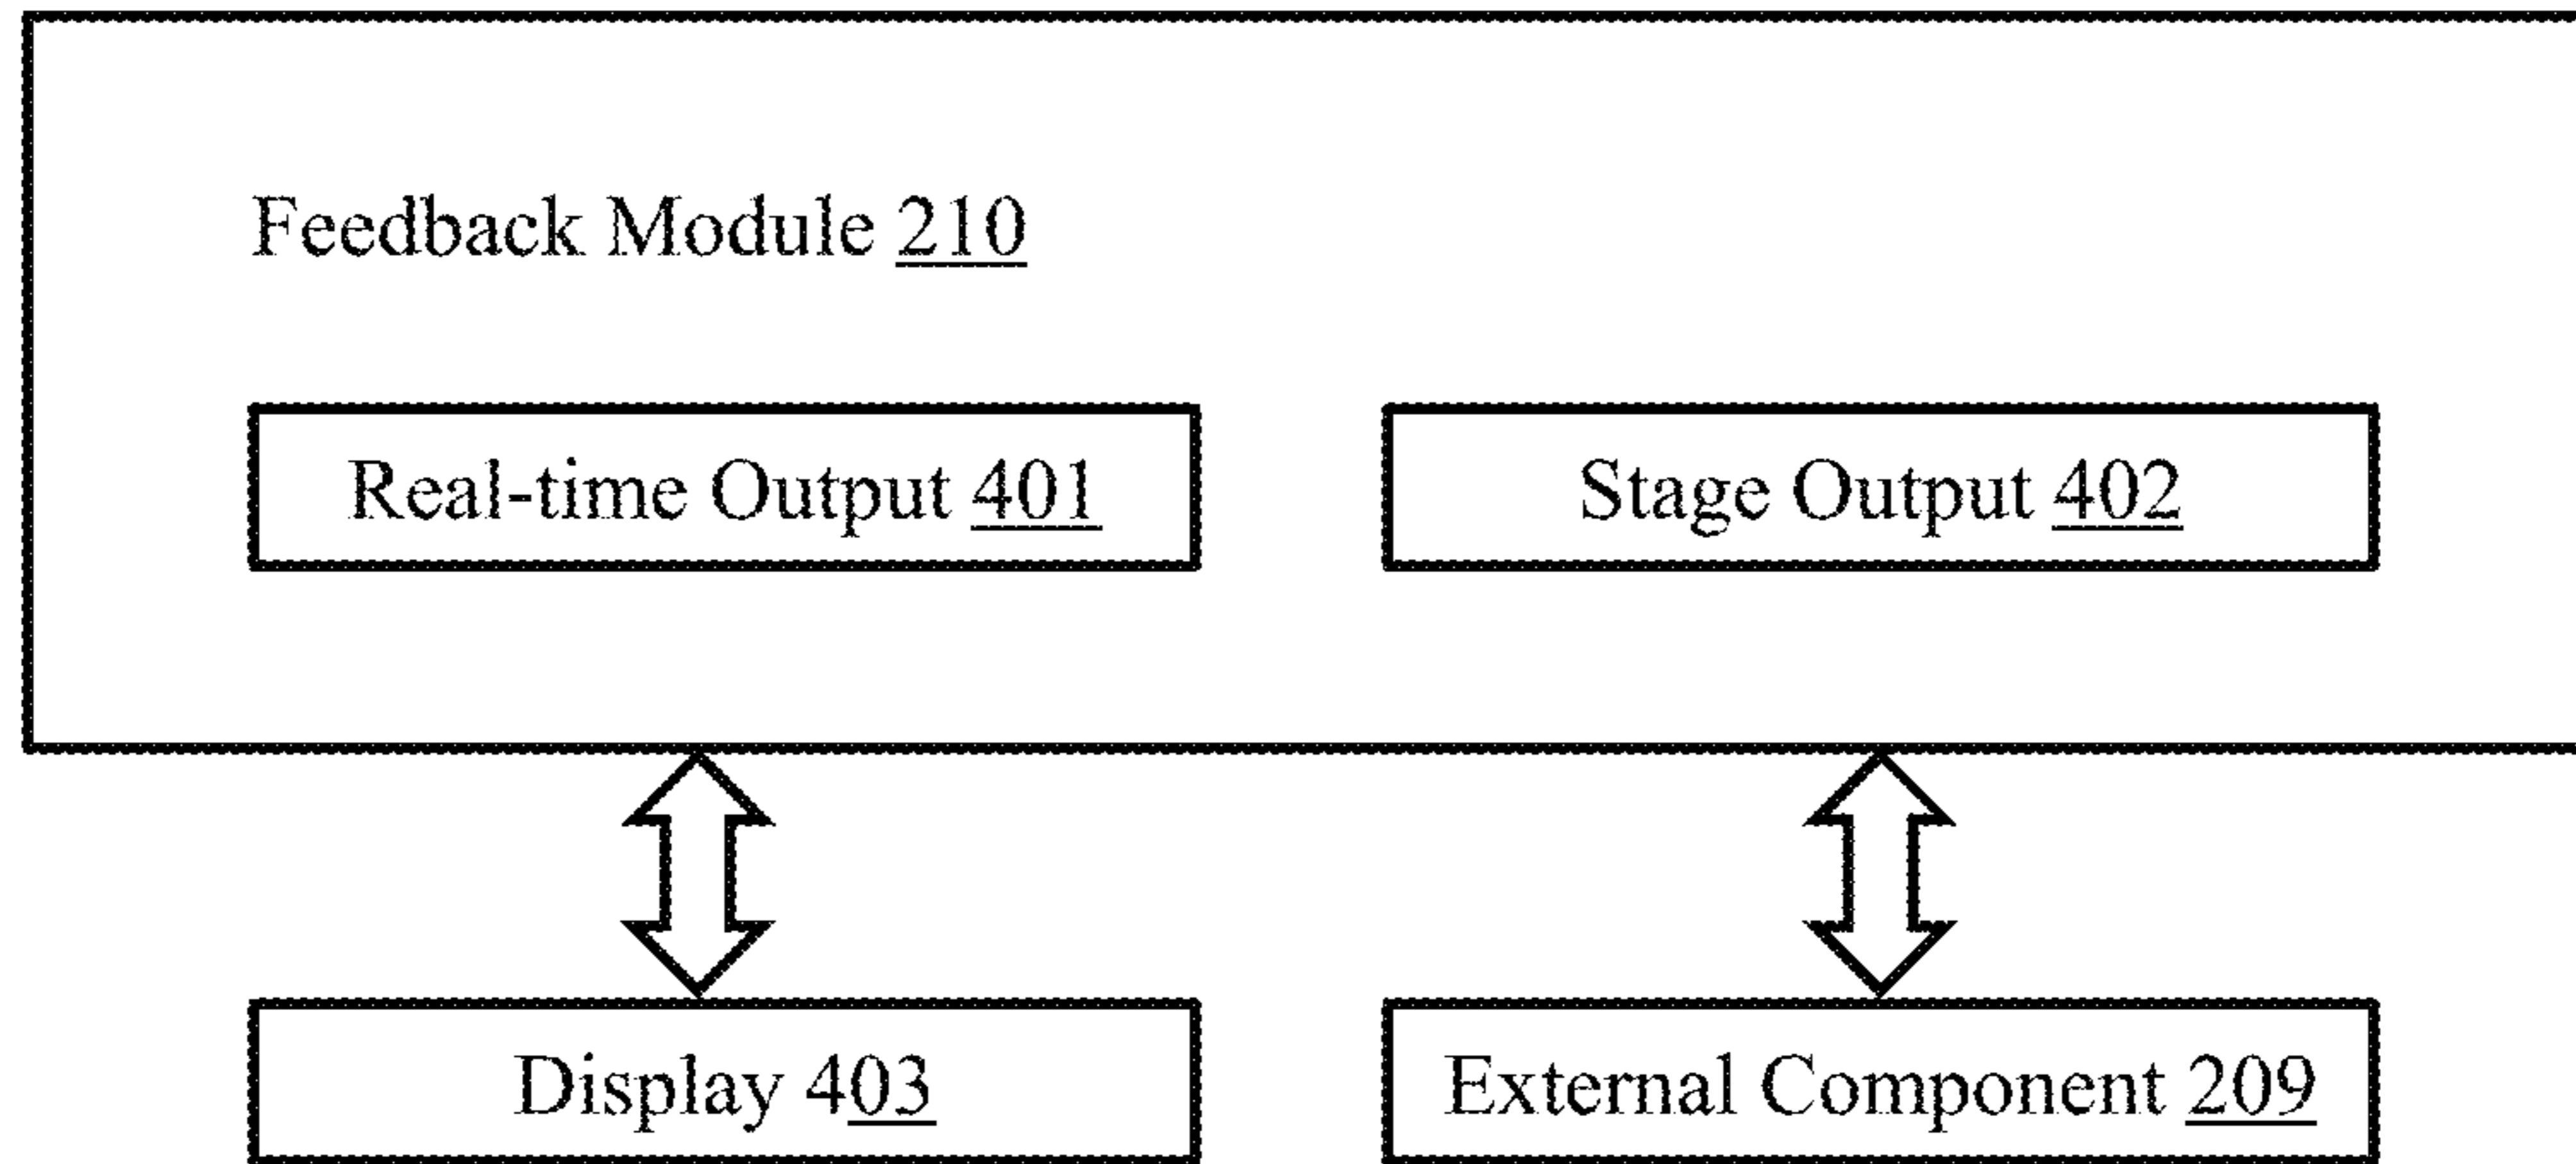 Feedback Module 210
Real-time Output 401
Stage Output 402
Display 403
External Component 209